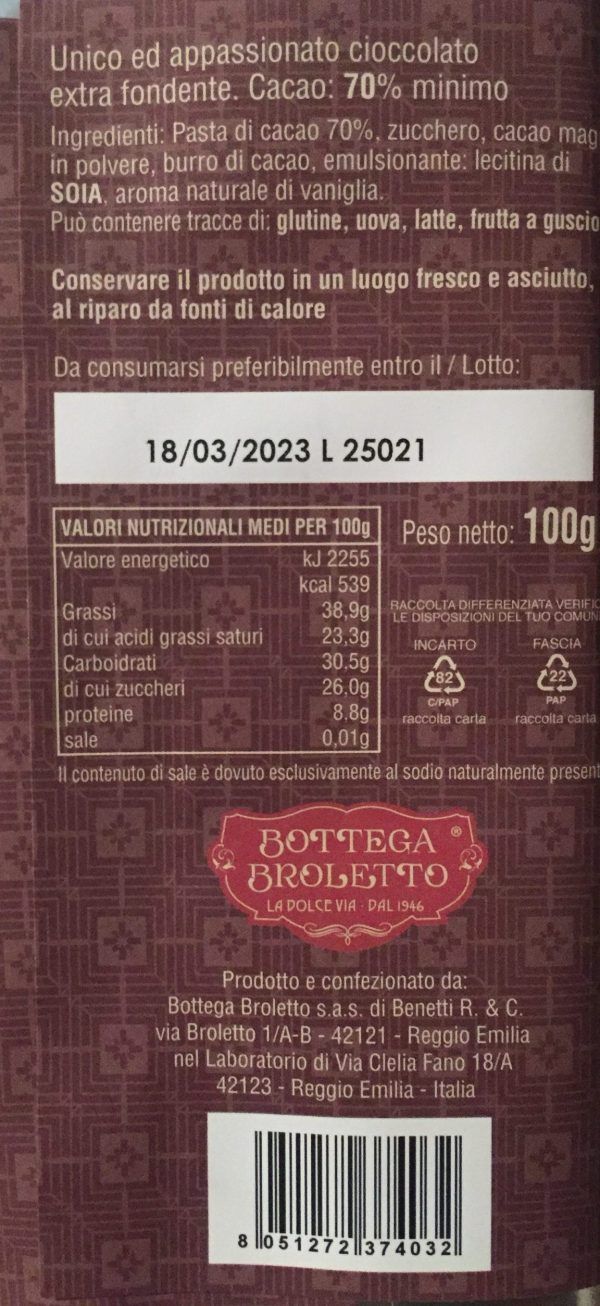 Unico ed appassionato cioccolato
extra fondente. Cacao: 70% minimo
Ingredienti: Pasta di cacao 70%, zucchero, cacao mag
in polvere, burro di cacao, emulsionante: lecitina di
SOIA, aroma naturale di vaniglia.
Può contenere tracce di: glutine, uova, latte, frutta a guscio
Conservare il prodotto in un luogo fresco e asciutto,
al riparo da fonti di calore
Da consumarsi preferibilmente entro il / Lotto:
18/03/2023 L 25021
VALORI NUTRIZIONALI MEDI PER 100g
Valore energetico kJ 2255
kcal 539
Grassi 38,9g
di cui acidi grassi saturi 23,3g
Carboidrati 30,5g
di cui zuccheri 26,0g
proteine 8,8g
sale 0,01g
Peso netto: 100g
RACCOLTA DIFFERENZIATA VERIFIC
LE DISPOSIZIONI DEL TUO COMUN
INCARTO FASCIA
82 22
C/PAP PAP
raccolta carta raccolta carta
Il contenuto di sale è dovuto esclusivamente al sodio naturalmente present
BOTTEGA ®
BROLETTO
LA DOLCE VIA · DAL 1946
Prodotto e confezionato da:
Bottega Broletto s.a.s. di Benetti R. & C.
via Broletto 1/A-B - 42121 - Reggio Emilia
nel Laboratorio di Via Clelia Fano 18/A
42123 - Reggio Emilia - Italia
8 051272 374032